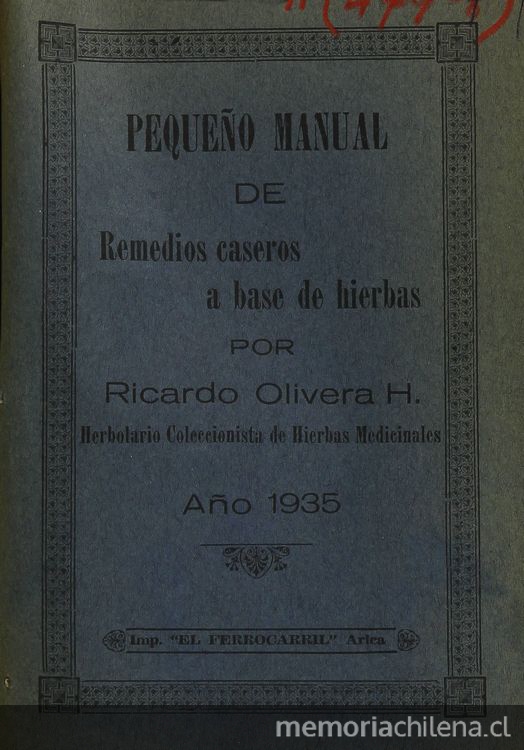 PEQUEÑO MANUAL
DE
Remedios caseros
a base de hierbas
POR
Ricardo Olivera H.
Herbolario Coleccionista de Hierbas Medicinales
Año 1935
Imp. "EL FERROCARRIL" Arica
memoriachilena.cl